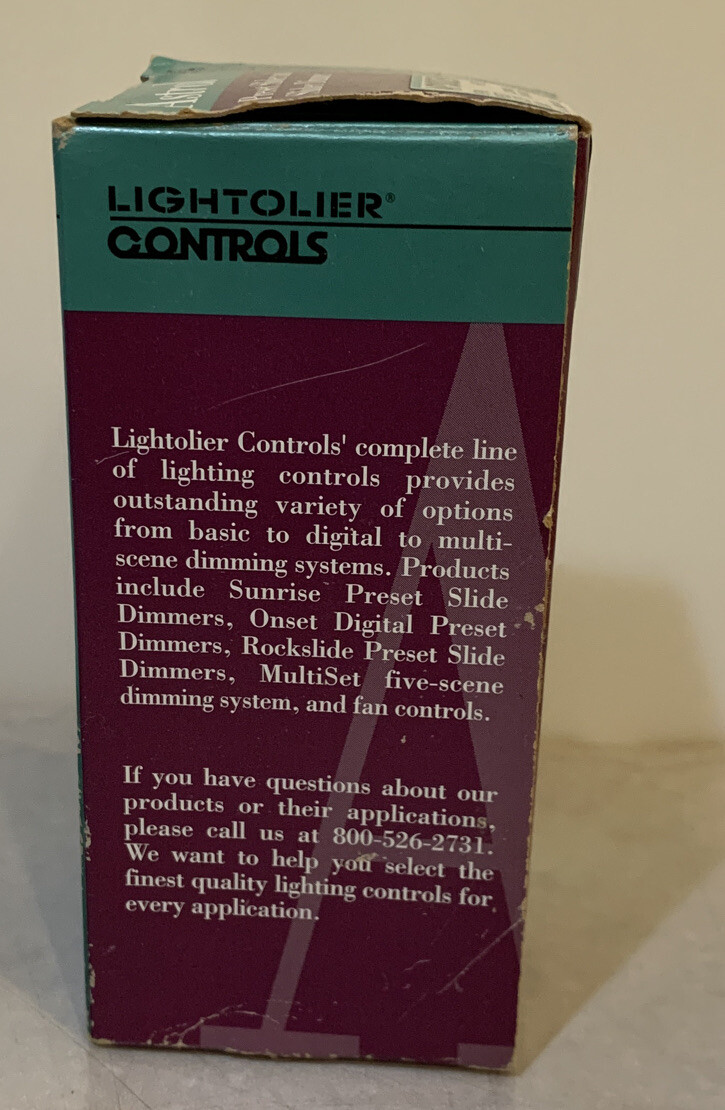 LIGHTOLIER®
CONTROLS
Lightolier Controls' complete line
of lighting controls provides
outstanding variety of options
from basic to digital to multi-
scene dimming systems. Products
include Sunrise Preset Slide
Dimmers, Onset Digital Preset
Dimmers, Rockslide Preset Slide
Dimmers, MultiSet five-scene
dimming system, and fan controls.
If you have questions about our
products or their applications,
please call us at 800-526-2731.
We want to help you select the
finest quality lighting controls for
every application.